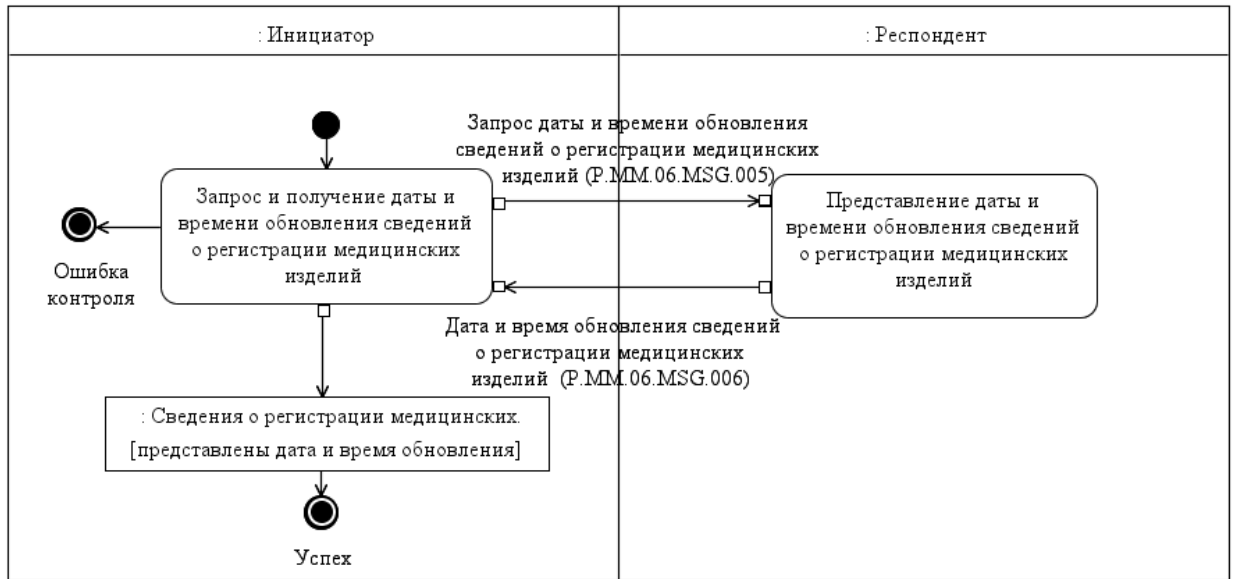 : Инициатор
: Респондент
Запрос даты и времени обновления
сведений о регистрации медицинских
изделий (P.MM.06.MSG.005)
Запрос и получение даты и
времени обновления сведений
о регистрации медицинских
изделий
Представление даты и
времени обновления сведений
о регистрации медицинских
изделий
Ошибка
контроля
Дата и время обновления сведений
о регистрации медицинских
изделий (P.MM.06.MSG.006)
: Сведения о регистрации медицинских.
[представлены дата и время обновления]
Успех